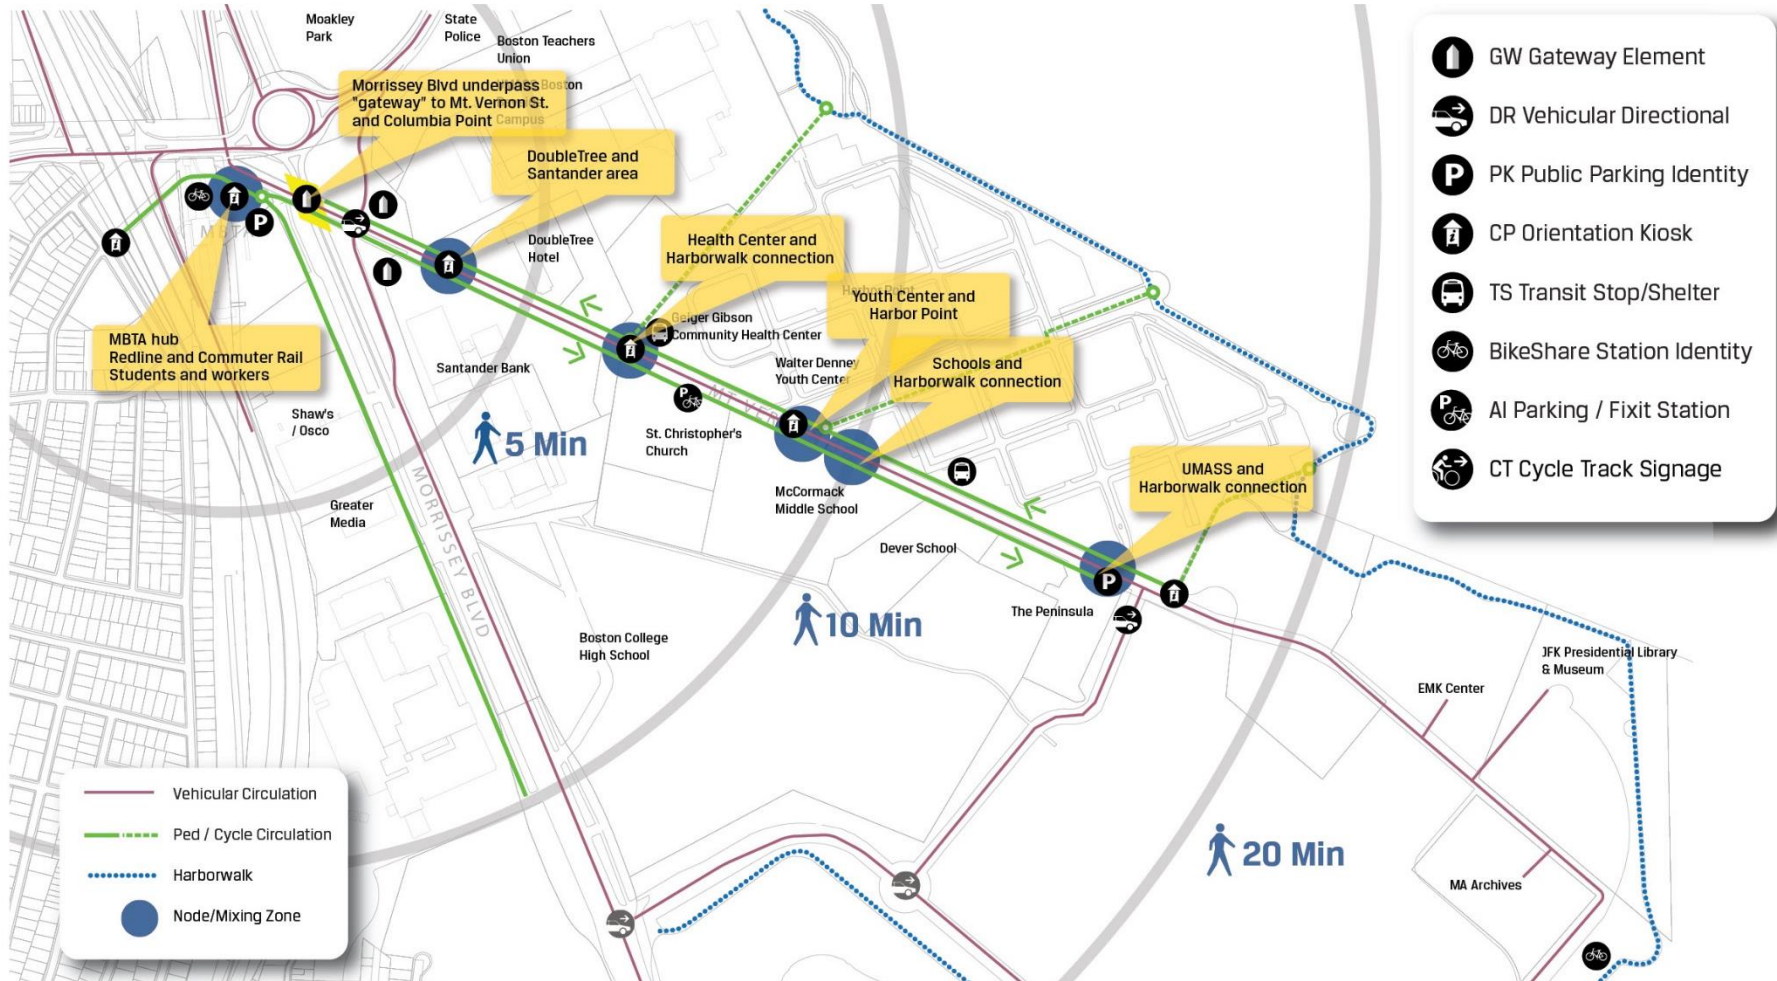 Moakley
Park
State
Police
Boston Teachers
Union
Boston
Campus
Morrissey Blvd underpass
"gateway" to Mt. Vernon St.
and Columbia Point
DoubleTree and
Santander area
MBTA
DoubleTree
Hotel
Health Center and
Harborwalk connection
Harbor Point
Youth Center and
Harbor Point
Geiger Gibson
Community Health Center
MBTA hub
Redline and Commuter Rail
Students and workers
Santander Bank
Walter Denney
Youth Center
Schools and
Harborwalk connection
MT VER
Shaw's
/ Osco
5 Min
St. Christopher's
Church
UMASS and
Harborwalk connection
McCormack
Middle School
Greater
Media
MORRISSEY BLVD
Dever School
P
P
P
The Peninsula
10 Min
Boston College
High School
JFK Presidential Library
& Museum
EMK Center
20 Min
MA Archives
GW Gateway Element
DR Vehicular Directional
P
PK Public Parking Identity
CP Orientation Kiosk
TS Transit Stop/Shelter
BikeShare Station Identity
P
AI Parking / Fixit Station
CT Cycle Track Signage
Vehicular Circulation
Ped / Cycle Circulation
Harborwalk
Node/Mixing Zone